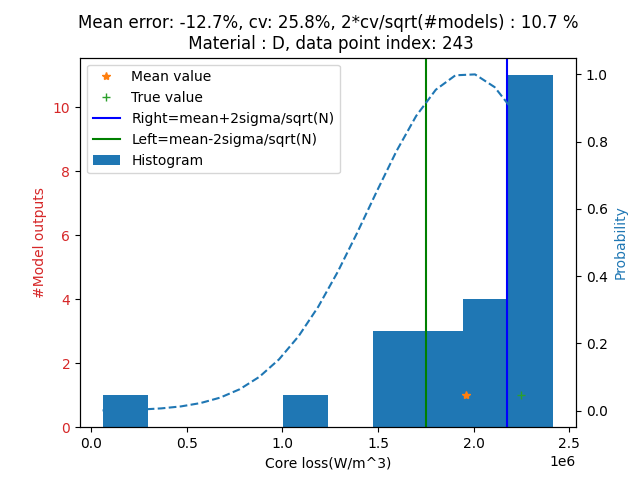 Mean error: -12.7%, cv: 25.8%, 2*cv/sqrt(#models) : 10.7 %
Material : D, data point index: 243
Mean value
True value
Right=mean+2sigma/sqrt(N)
Left=mean-2sigma/sqrt(N)
Histogram
#Model outputs
0
2
4
6
8
10
0.0
0.5
1.0
1.5
2.0
2.5
1e6
Core loss(W/m^3)
0.0
0.2
0.4
0.6
0.8
1.0
Probability